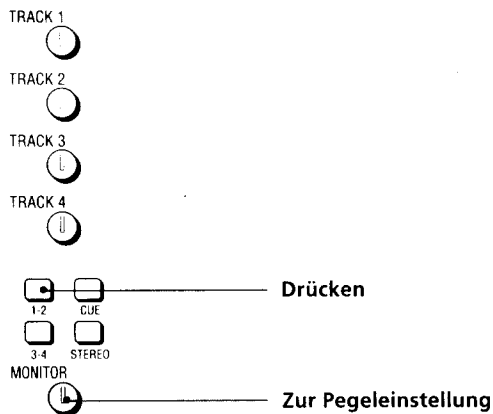 TRACK 1
TRACK 2
TRACK 3
TRACK 4
Drücken
1-2 CUE
3-4 STEREO
MONITOR
Zur Pegeleinstellung